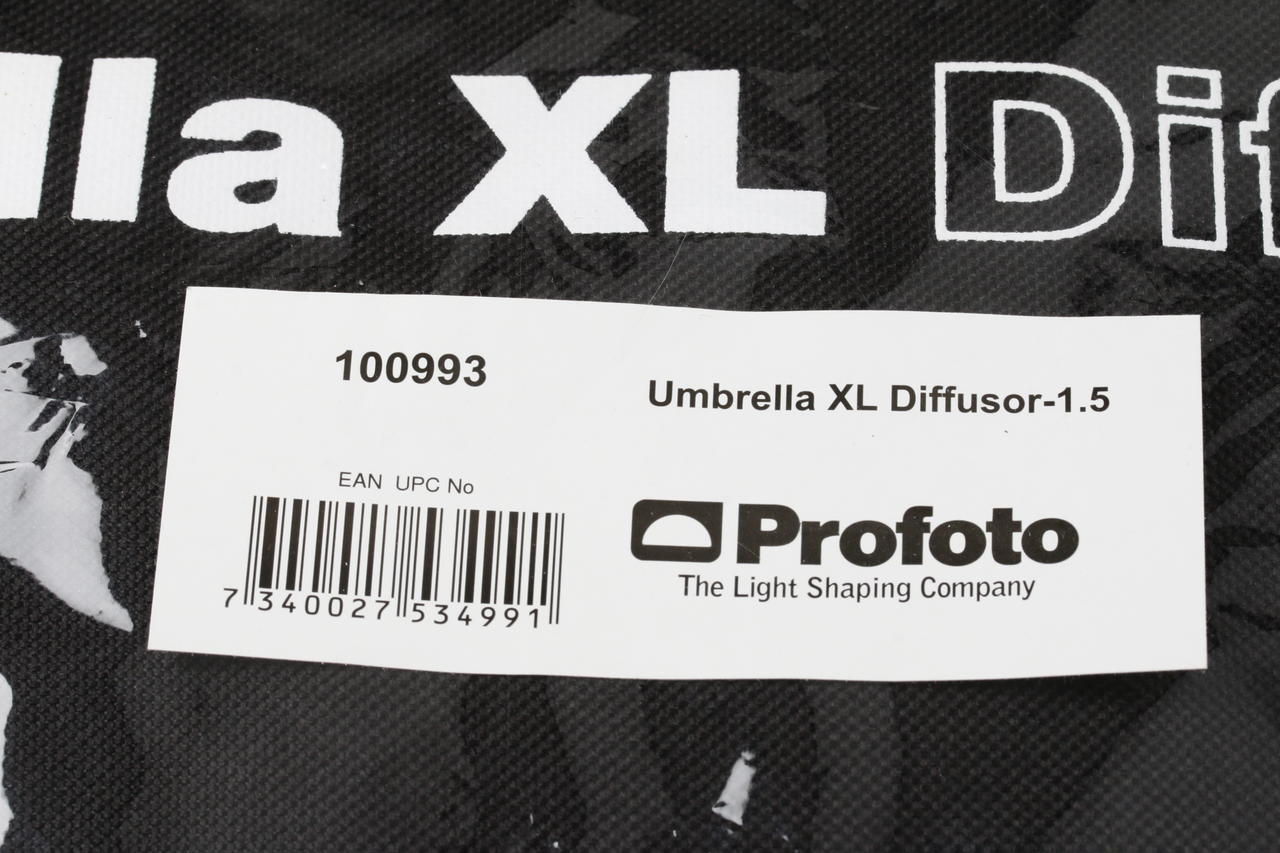 lla XL Dif
100993
Umbrella XL Diffusor-1.5
EAN UPC No
7 340027 534991
Profoto
The Light Shaping Company